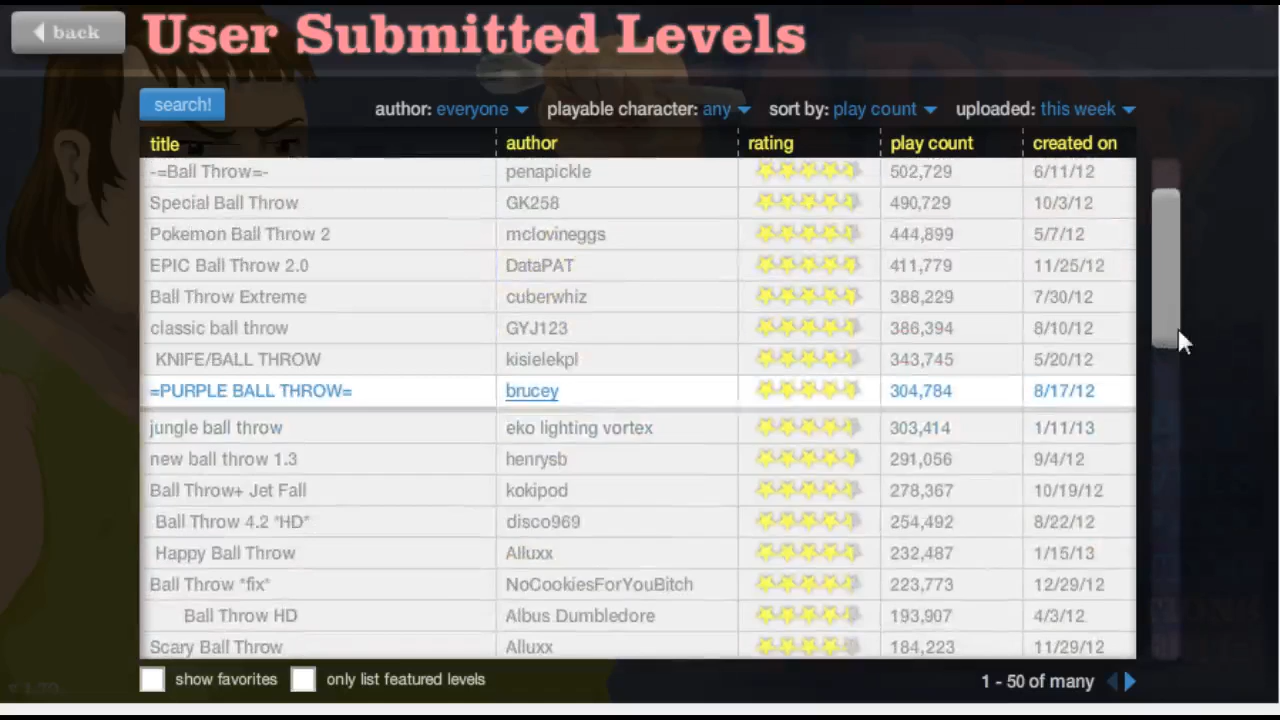 back
User Submitted Levels
search! author: everyone playable character: any sort by: play count uploaded: this week
title author rating play count created on
-=Ball Throw=- penapickle 502,729 6/11/12
Special Ball Throw GK258 490,729 10/3/12
Pokemon Ball Throw 2 mclovineggs 444,899 5/7/12
EPIC Ball Throw 2.0 DataPAT 411,779 11/25/12
Ball Throw Extreme cuberwhiz 388,229 7/30/12
classic ball throw GYJ123 386,394 8/10/12
KNIFE/BALL THROW kisielekpl 343,745 5/20/12
=PURPLE BALL THROW= brucey 304,784 8/17/12
jungle ball throw eko lighting vortex 303,414 1/11/13
new ball throw 1.3 henrysb 291,056 9/4/12
Ball Throw+ Jet Fall kokipod 278,367 10/19/12
Ball Throw 4.2 "HD" disco969 254,492 8/22/12
Happy Ball Throw Alluxx 232,487 1/15/13
Ball Throw *fix* NoCookiesForYouBitch 223,773 12/29/12
Ball Throw HD Albus Dumbledore 193,907 4/3/12
Scary Ball Throw Alluxx 184,223 11/29/12
show favorites only list featured levels 1 - 50 of many